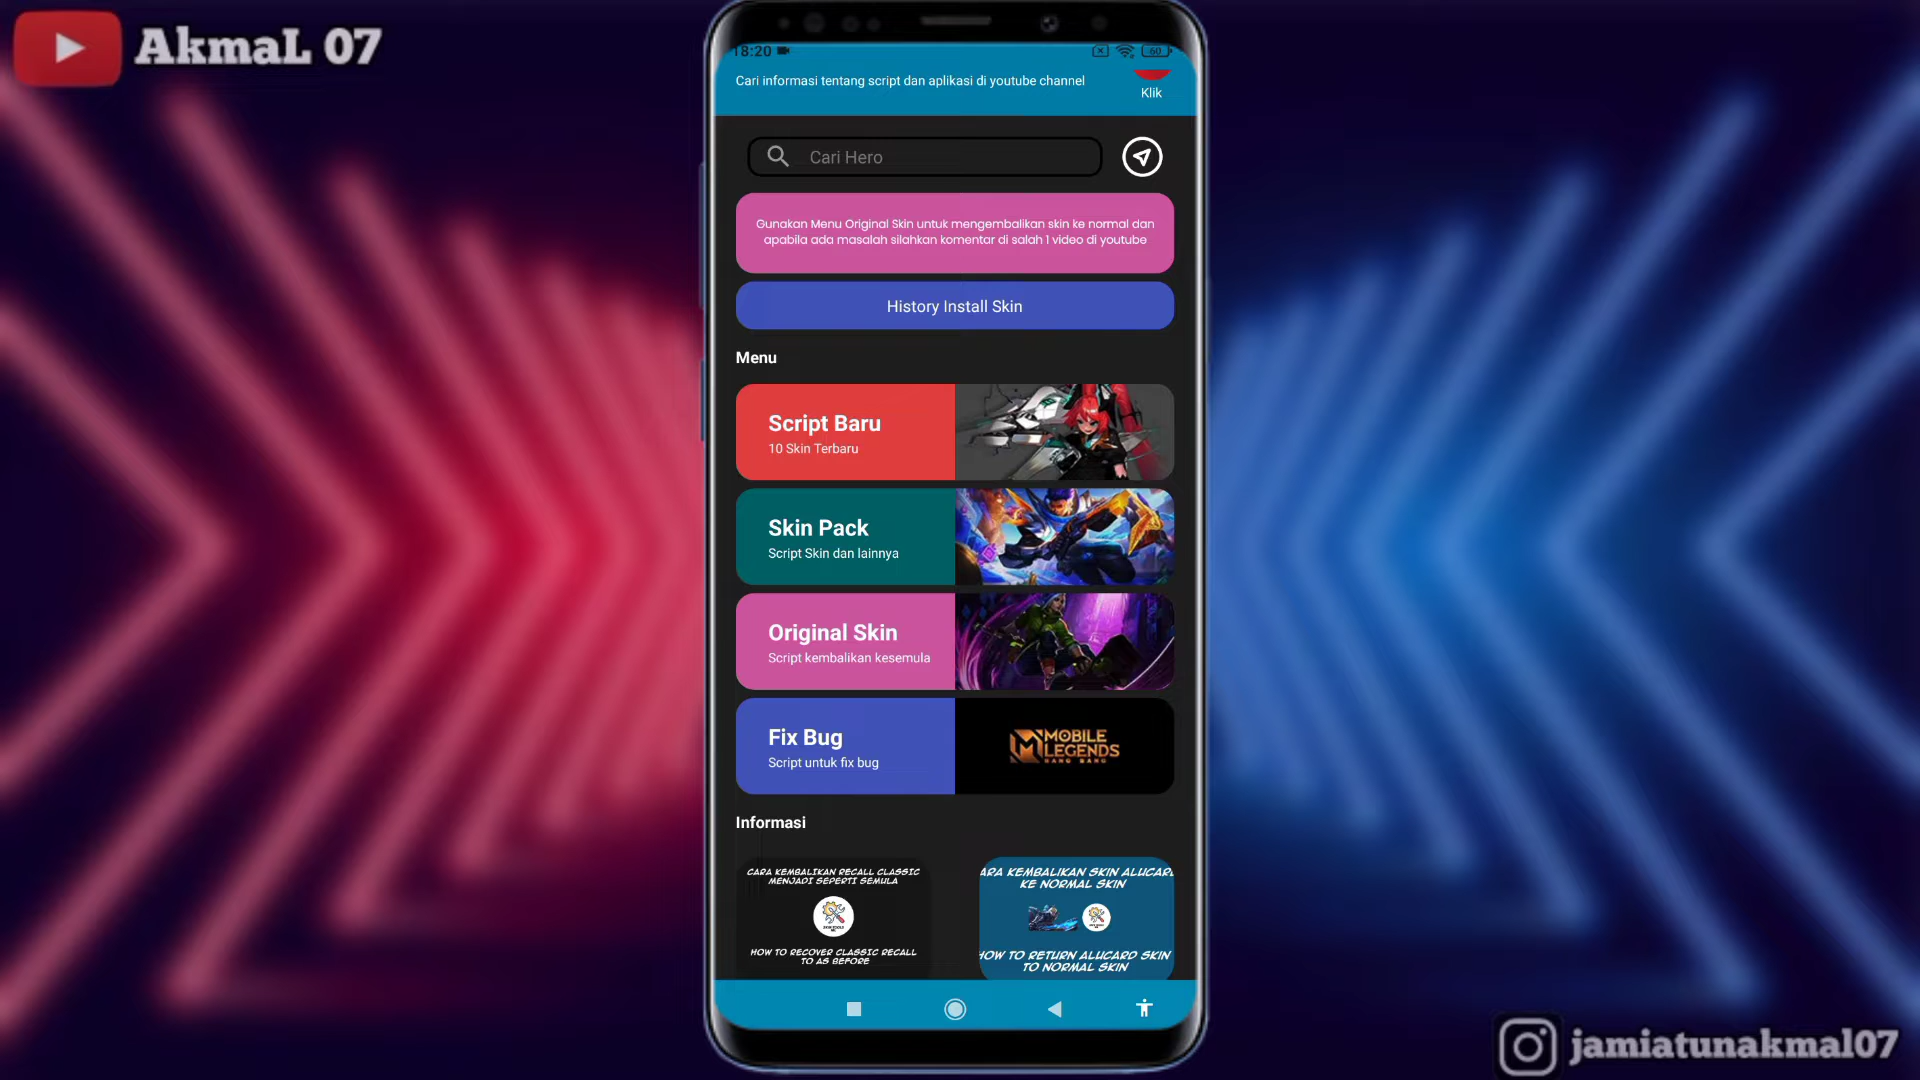 AkmaL 07
18:20
60
Cari informasi tentang script dan aplikasi di youtube channel
Klik
Cari Hero
Gunakan Menu Original Skin untuk mengembalikan skin ke normal dan
apabila ada masalah silahkan komentar di salah 1 video di youtube
History Install Skin
Menu
Script Baru
10 Skin Terbaru
Skin Pack
Script Skin dan lainnya
Original Skin
Script kembalikan kesemula
Fix Bug
Script untuk fix bug
MOBILE
LEGENDS
BANG BANG
Informasi
CARA KEMBALIKAN RECALL CLASSIC
MENJADI SEPERTI SEMULA
HOW TO RECOVER CLASSIC RECALL
TO AS BEFORE
ARA KEMBALIKAN SKIN ALUCARD
KE NORMAL SKIN
HOW TO RETURN ALUCARD SKIN
TO NORMAL SKIN
jamiatunakmal07